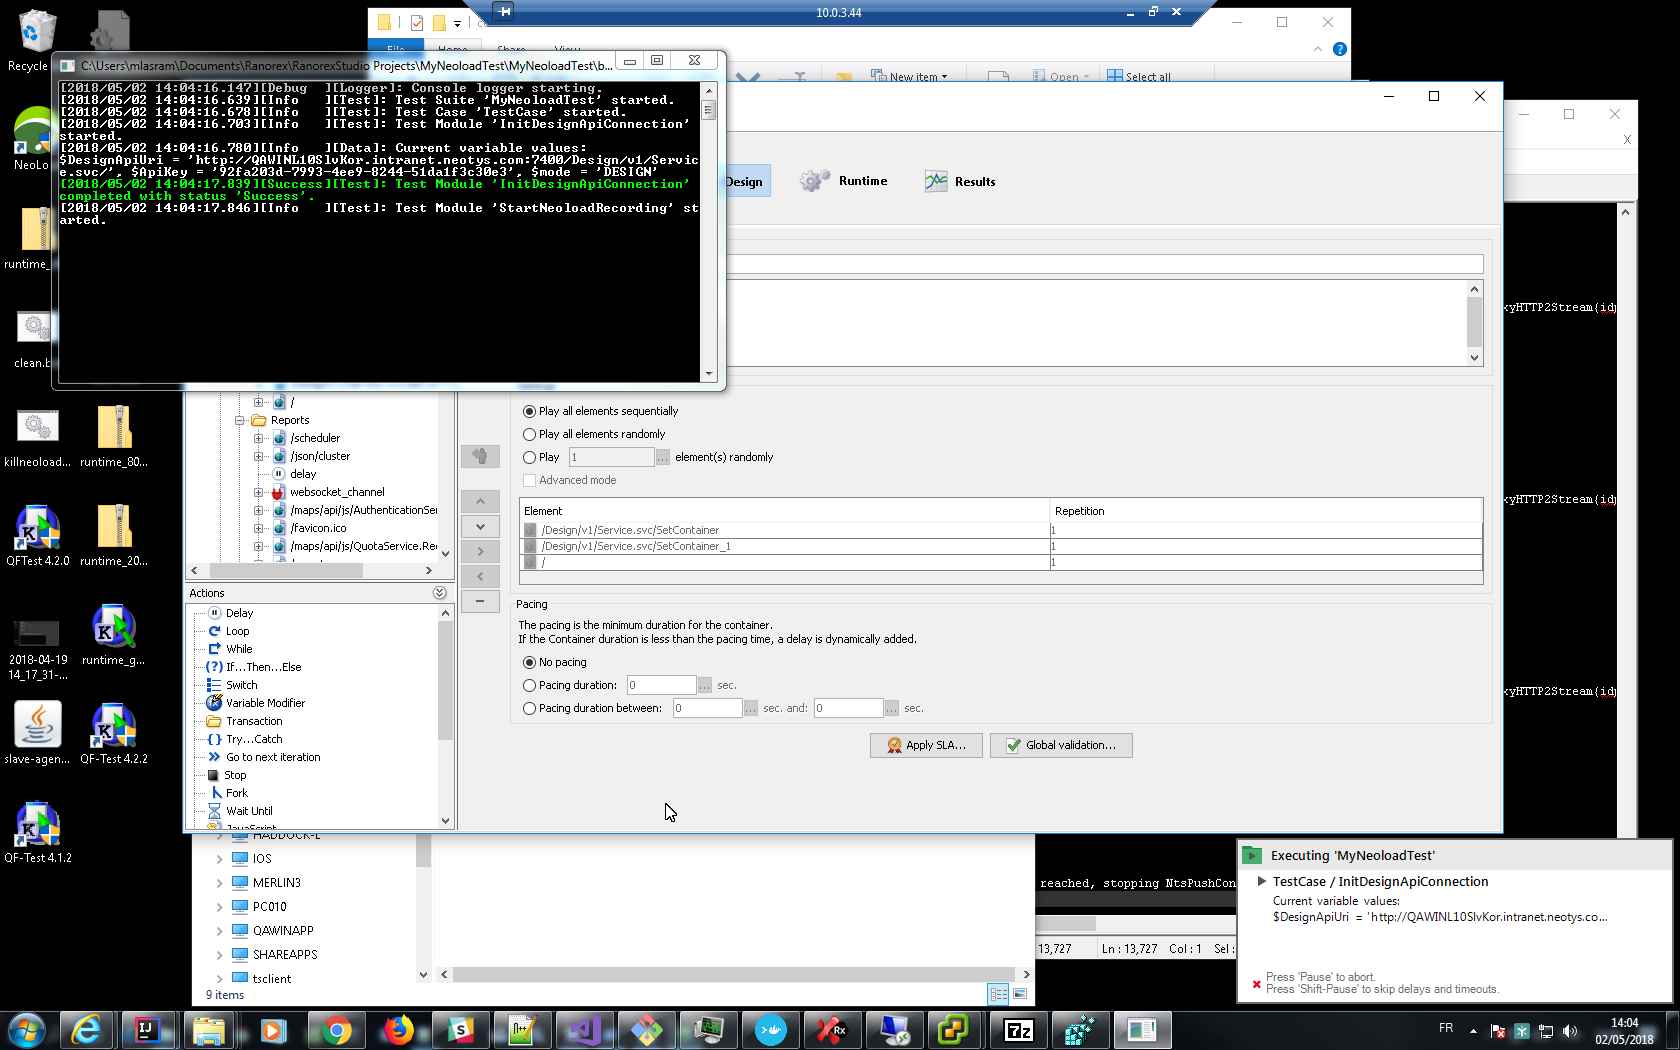 10.0.3.44
Recycle
File
Home
Share
View
New item
Open
Select all
C:\Users\mlasram\Documents\Ranorex\RanorexStudio Projects\MyNeoloadTest\MyNeoloadTest\b...
[2018/05/02 14:04:16.147][Debug   ][Logger]: Console logger starting.
[2018/05/02 14:04:16.639][Info    ][Test]: Test Suite 'MyNeoloadTest' started.
[2018/05/02 14:04:16.678][Info    ][Test]: Test Case 'TestCase' started.
[2018/05/02 14:04:16.703][Info    ][Test]: Test Module 'InitDesignApiConnection'
started.
[2018/05/02 14:04:16.780][Info    ][Data]: Current variable values:
$DesignApiUri = 'http://QAWINL10SlvKor.intranet.neotys.com:7400/Design/v1/Servic
e.svc/', $ApiKey = '92fa203d-7993-4ee9-8244-51da1f3c30e3', $mode = 'DESIGN'
[2018/05/02 14:04:17.839][Success][Test]: Test Module 'InitDesignApiConnection'
completed with status 'Success'.
[2018/05/02 14:04:17.846][Info    ][Test]: Test Module 'StartNeoloadRecording' st
arted.
Design
Runtime
Results
X
NeoLo
runtime_
clean.b
killneoload...
runtime_80...
QFTest 4.2.0
runtime_20...
2018-04-19
14_17_31-...
runtime_g...
slave-agen...
QF-Test 4.2.2
QF-Test 4.1.2
xyHTTP2Stream{idp
xyHTTP2Stream{idp
xyHTTP2Stream{idp
/
Reports
/scheduler
/json/cluster
delay
websocket_channel
/maps/api/js/AuthenticationSer
/favicon.ico
/maps/api/js/QuotaService.Rec
Actions
Delay
Loop
While
If...Then...Else
Switch
Variable Modifier
Transaction
Try...Catch
Go to next iteration
Stop
Fork
Wait Until
JavaScript
Play all elements sequentially
Play all elements randomly
Play 1 ... element(s) randomly
Advanced mode
Element Repetition
/Design/v1/Service.svc/SetContainer 1
/Design/v1/Service.svc/SetContainer_1 1
/ 1
Pacing
The pacing is the minimum duration for the container.
If the Container duration is less than the pacing time, a delay is dynamically added.
No pacing
Pacing duration: 0 ... sec.
Pacing duration between: 0 ... sec. and: 0 ... sec.
Apply SLA...
Global validation...
HADDOCK-L
IOS
MERLIN3
PC010
QAWINAPP
SHAREAPPS
tsclient
9 items
reached, stopping NtsPushCon
13,727 Ln : 13,727 Col : 1 Sel :
Executing 'MyNeoloadTest'
TestCase / InitDesignApiConnection
Current variable values:
$DesignApiUri = 'http://QAWINL10SlvKor.intranet.neotys.co...
Press 'Pause' to abort.
Press 'Shift-Pause' to skip delays and timeouts.
FR
14:04
02/05/2018